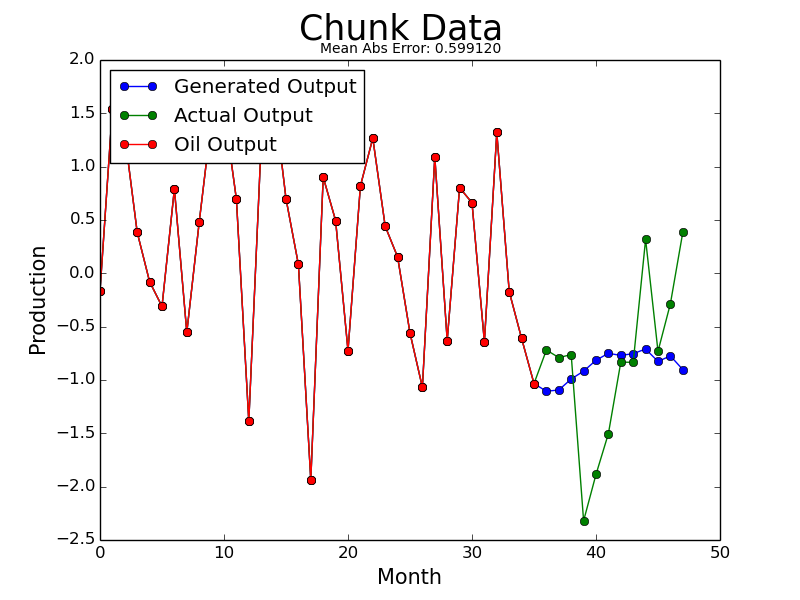 Chunk Data
Mean Abs Error: 0.599120
Generated Output
Actual Output
Oil Output
2.0
1.5
1.0
0.5
0.0
−0.5
−1.0
−1.5
−2.0
−2.5
Production
0 10 20 30 40 50
Month